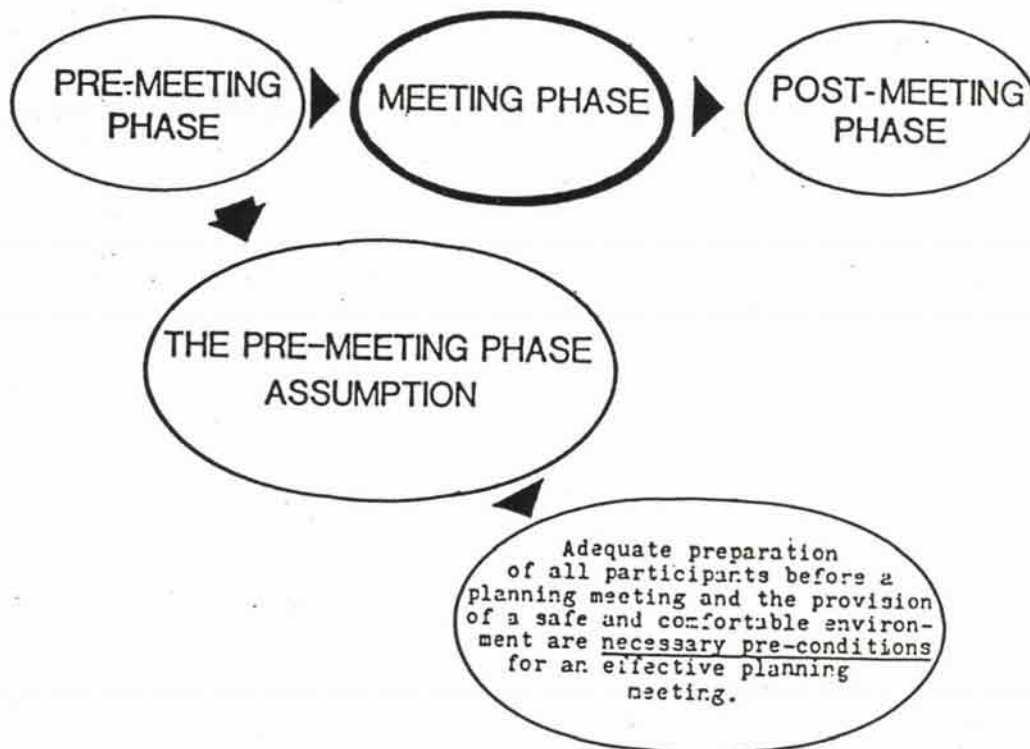 PRE-MEETING
PHASE
MEETING PHASE
POST-MEETING
PHASE
THE PRE-MEETING PHASE
ASSUMPTION
Adequate preparation
of all participants before a
planning meeting and the provision
of a safe and comfortable environ-
ment are necessary pre-conditions
for an effective planning
meeting.